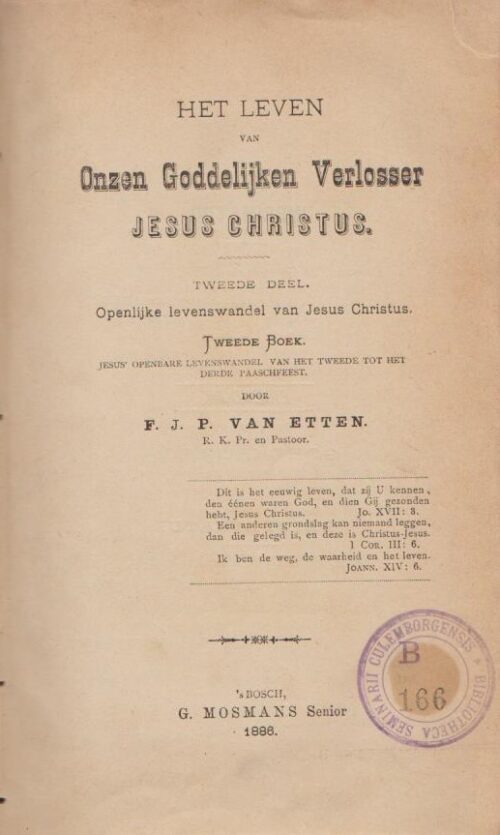 HET LEVEN
VAN
Onzen Goddelijken Verlosser
JESUS CHRISTUS.
TWEEDE DEEL.
Openlijke levenswandel van Jesus Christus.
TWEEDE BOEK.
JESUS' OPENBARE LEVENSWANDEL VAN HET TWEEDE TOT HET
DERDE PAASCHFEEST.
DOOR
F. J. P. VAN ETTEN.
R. K. Pr. en Pastoor.
Dit is het eeuwig leven, dat zij U kennen,
den éénen waren God, en dien Gij gezonden
hebt, Jesus Christus. Jo. XVII: 3.
Een anderen grondslag kan niemand leggen,
dan die gelegd is, en deze is Christus-Jesus.
I Cor. III: 6.
Ik ben de weg, de waarheid en het leven.
Joann. XIV: 6.
's BOSCH,
G. MOSMANS Senior
1886.
BIBLIOTHECA SEMINARII CULEMBORGENSIS
B
166